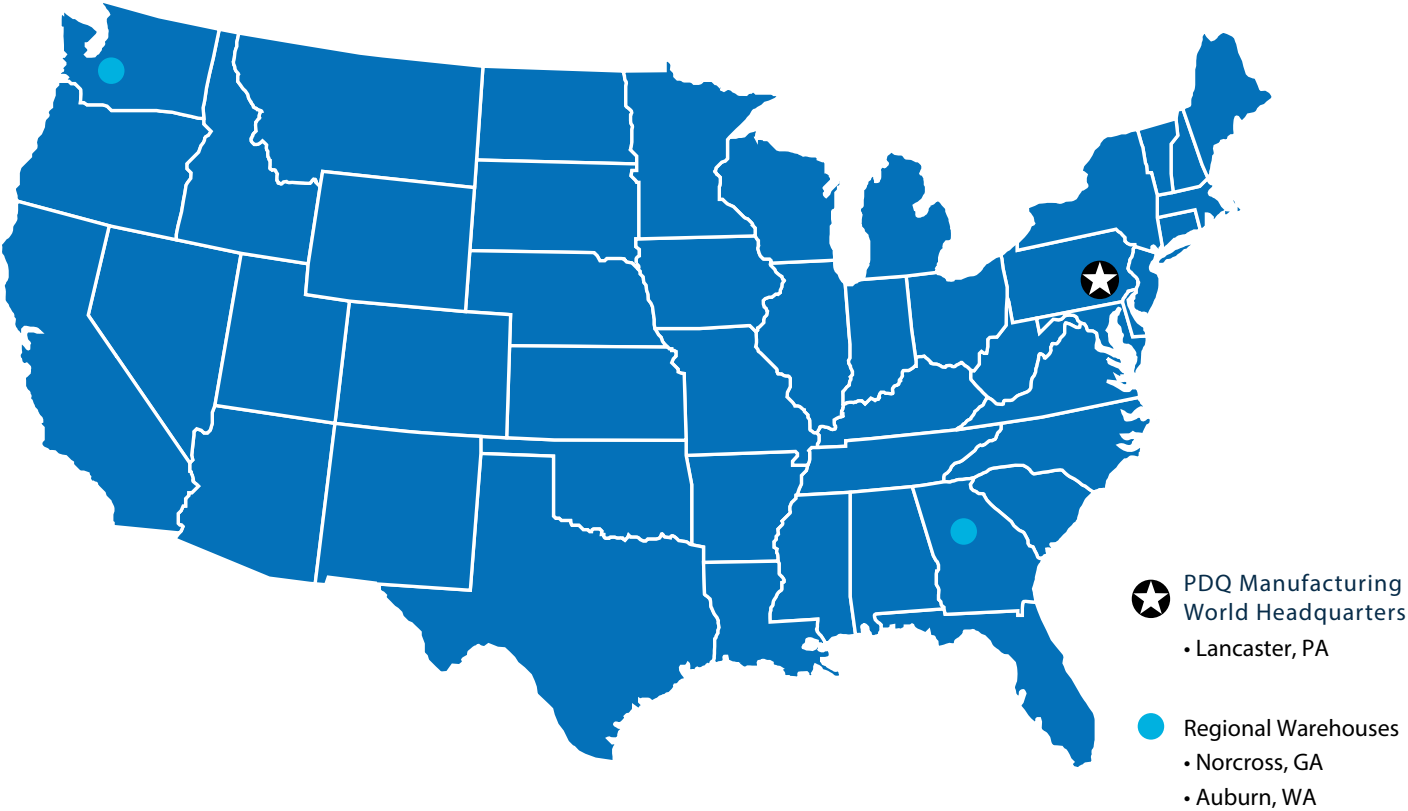 PDQ Manufacturing
World Headquarters
• Lancaster, PA
Regional Warehouses
• Norcross, GA
• Auburn, WA